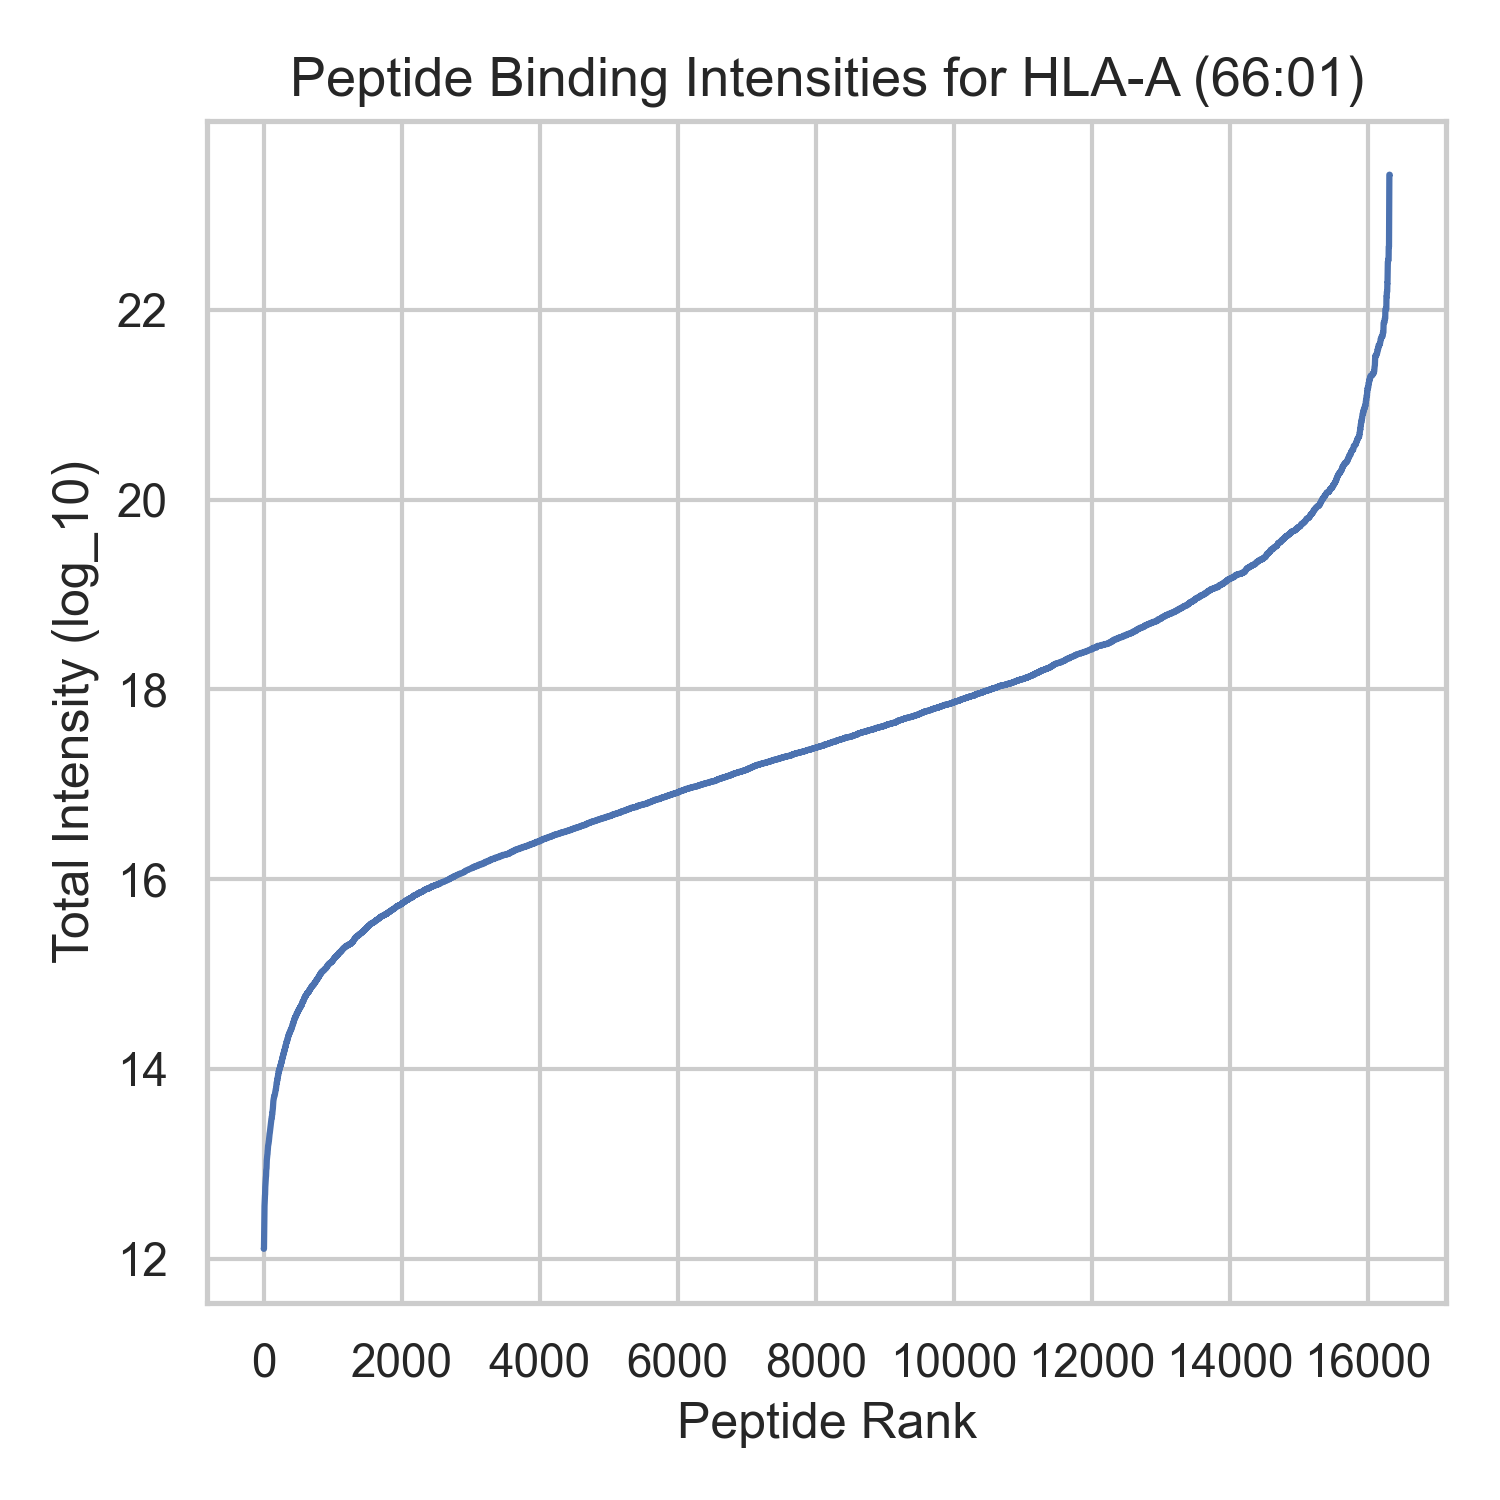 Peptide Binding Intensities for HLA-A (66:01)
Total Intensity (log_10)
22
20
18
16
14
12
0 2000 4000 6000 8000 10000 12000 14000 16000
Peptide Rank